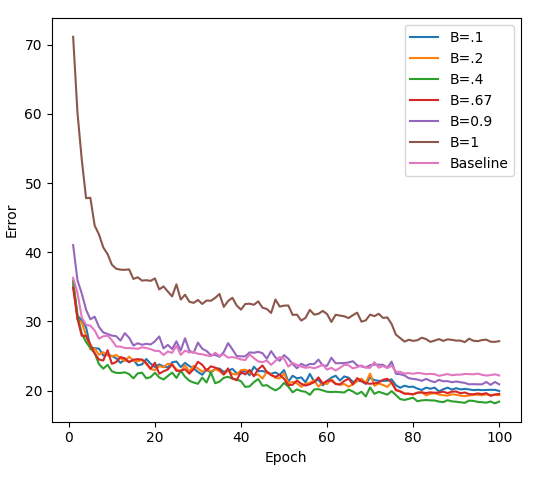 70
60
50
40
30
20
Error
0
20
40
60
80
100
Epoch
B=.1
B=.2
B=.4
B=.67
B=0.9
B=1
Baseline